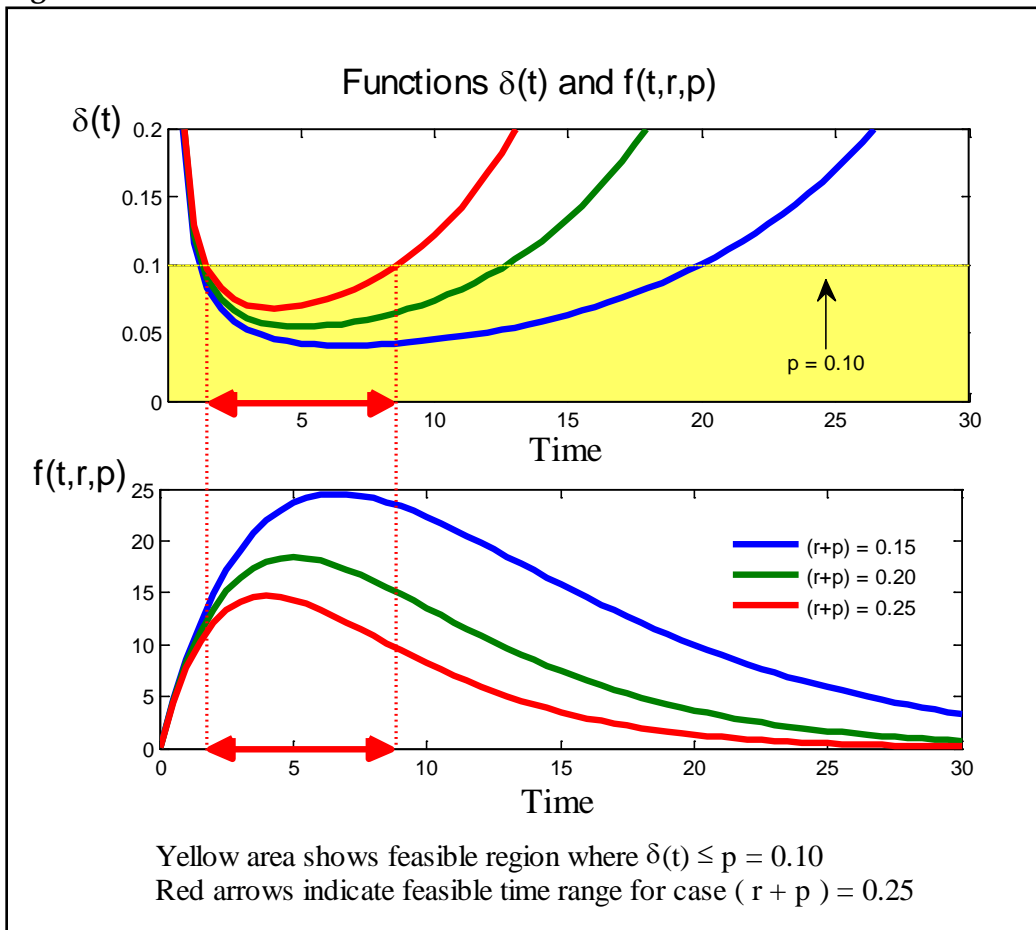 Functions δ(t) and f(t,r,p)
δ(t)
0.2
0.15
0.1
0.05
0
p = 0.10
5 10 15 20 25 30
Time
f(t,r,p)
25
20
15
10
5
0
(r+p) = 0.15
(r+p) = 0.20
(r+p) = 0.25
0 5 10 15 20 25 30
Time
Yellow area shows feasible region where δ(t) ≤ p = 0.10
Red arrows indicate feasible time range for case ( r + p ) = 0.25